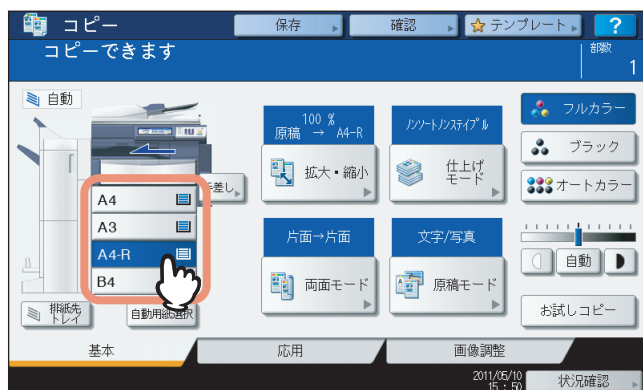 コピー
保存
確認
テンプレート
?
コピーできます
部数
1
自動
100 %
原稿 → A4-R
ノンソートノンステイプル
フルカラー
拡大・縮小
仕上げ
モード
ブラック
オートカラー
手差し
A4
A3
A4-R
B4
片面→片面
文字/写真
両面モード
原稿モード
自動
排紙先
トレイ
自動用紙選択
お試しコピー
基本
応用
画像調整
2011/05/10
15 : 50
状況確認